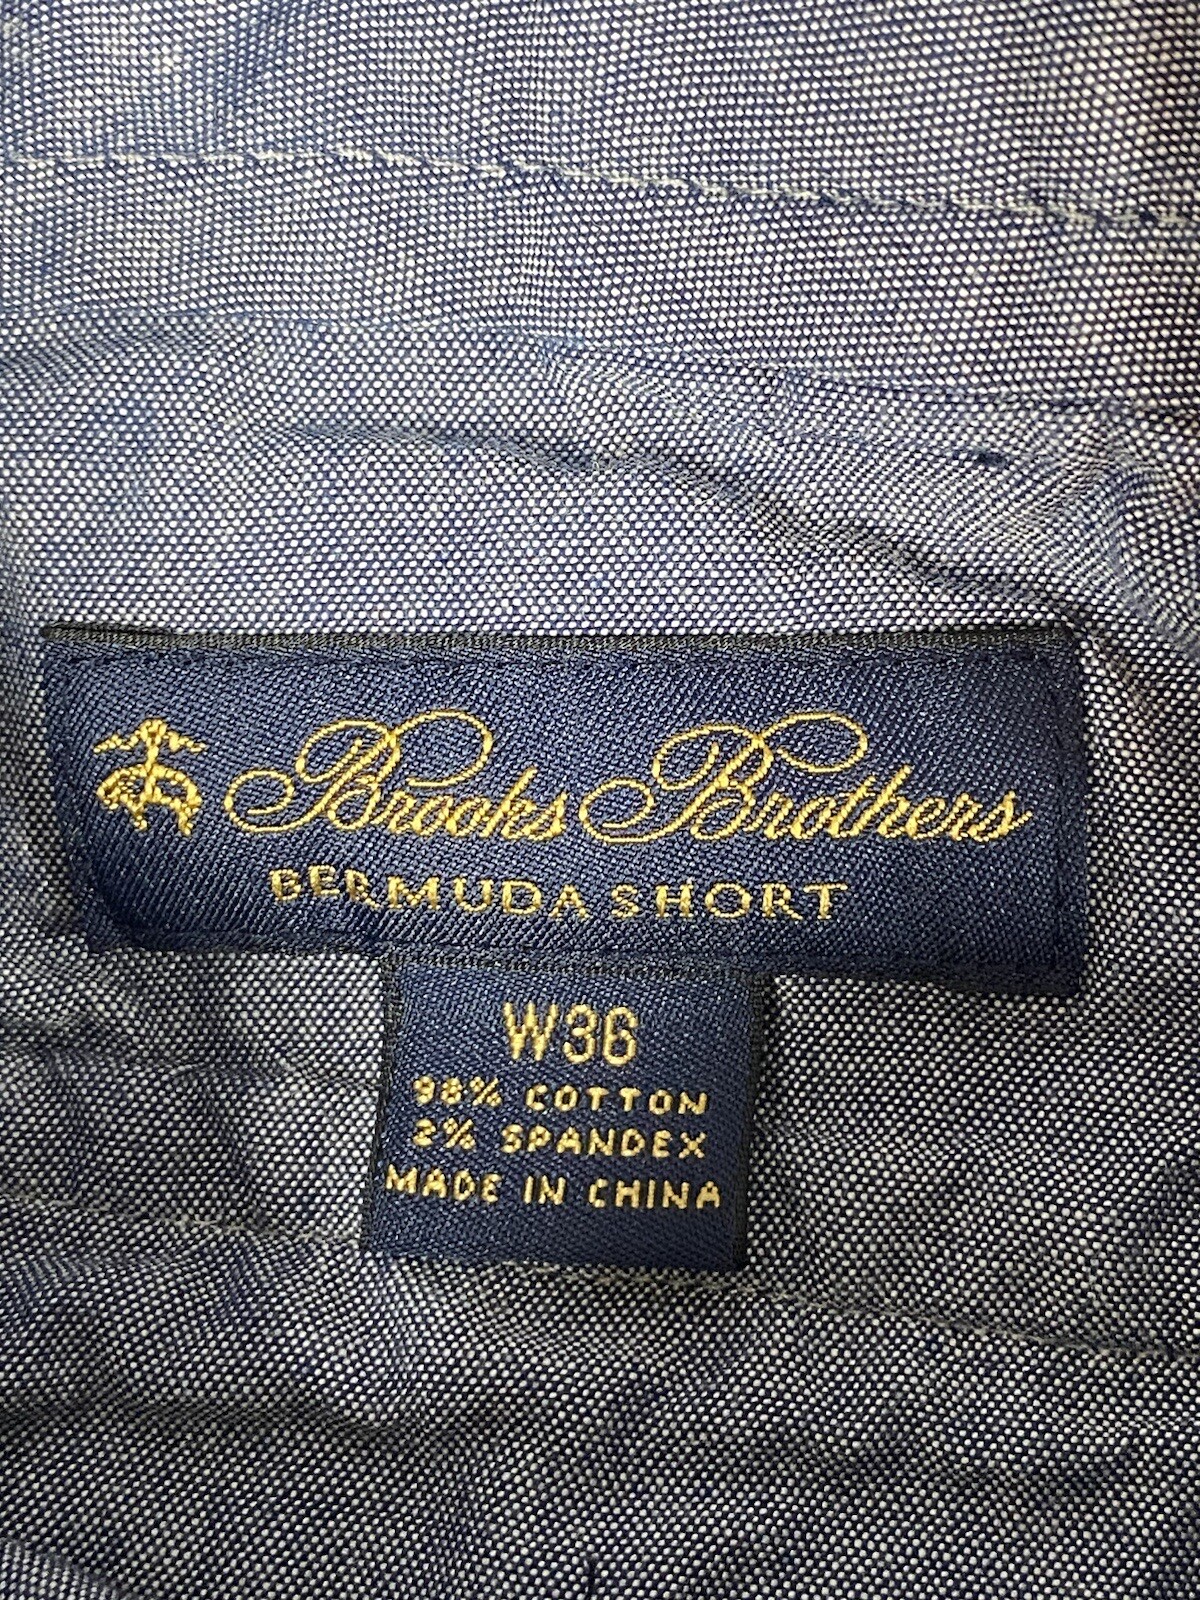 Brooks Brothers
BERMUDA SHORT
W36
98% COTTON
2% SPANDEX
MADE IN CHINA